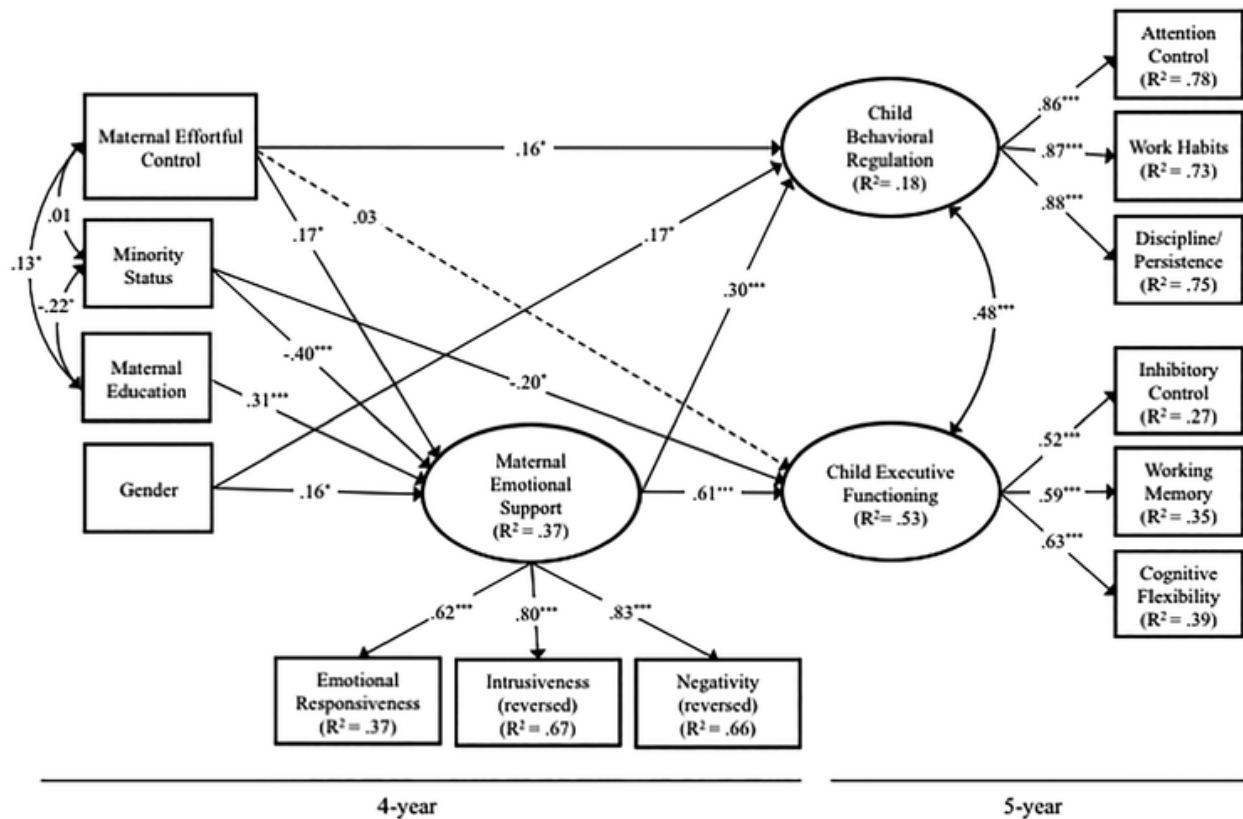 Maternal Effortful
Control
Minority
Status
Maternal
Education
Gender
.01
.13*
-.22*
.16*
.17*
.03
.17*
-.40***
-.20*
.31***
.16*
.30***
.61***
.48***
Maternal
Emotional
Support
(R² = .37)
.62***
.80***
.83***
Emotional
Responsiveness
(R² = .37)
Intrusiveness
(reversed)
(R² = .67)
Negativity
(reversed)
(R² = .66)
Child
Behavioral
Regulation
(R²= .18)
Child Executive
Functioning
(R²= .53)
.86***
.87***
.88***
.52***
.59***
.63***
Attention
Control
(R² = .78)
Work Habits
(R² = .73)
Discipline/
Persistence
(R² = .75)
Inhibitory
Control
(R² = .27)
Working
Memory
(R² = .35)
Cognitive
Flexibility
(R² = .39)
4-year
5-year